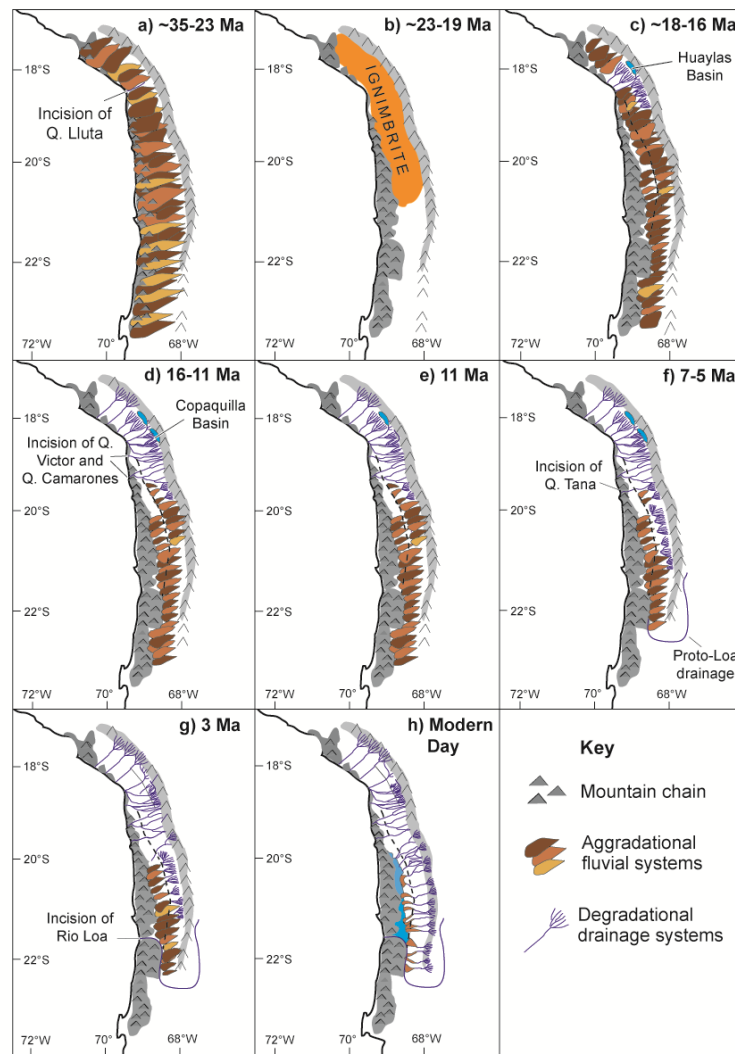 a) ~35-23 Ma
18°S
Incision of
Q. Lluta
20°S
22°S
72°W
70°
68°W
b) ~23-19 Ma
18°S
IGNIMBRITE
20°S
22°S
72°W
70°
68°W
c) ~18-16 Ma
18°S
Huaylas
Basin
20°S
22°S
72°W
70°
68°W
d) 16-11 Ma
18°S
Copaquilla
Basin
Incision of Q.
Victor and
Q. Camarones
20°S
22°S
72°W
70°
68°W
e) 11 Ma
18°S
20°S
22°S
72°W
70°
68°W
f) 7-5 Ma
18°S
Incision of
Q. Tana
20°S
22°S
Proto-Loa
drainage
72°W
70°
68°W
g) 3 Ma
18°S
20°S
Incision of
Rio Loa
22°S
72°W
70°
68°W
h) Modern
Day
18°S
20°S
22°S
72°W
70°
68°W
Key
Mountain chain
Aggradational
fluvial systems
Degradational
drainage systems